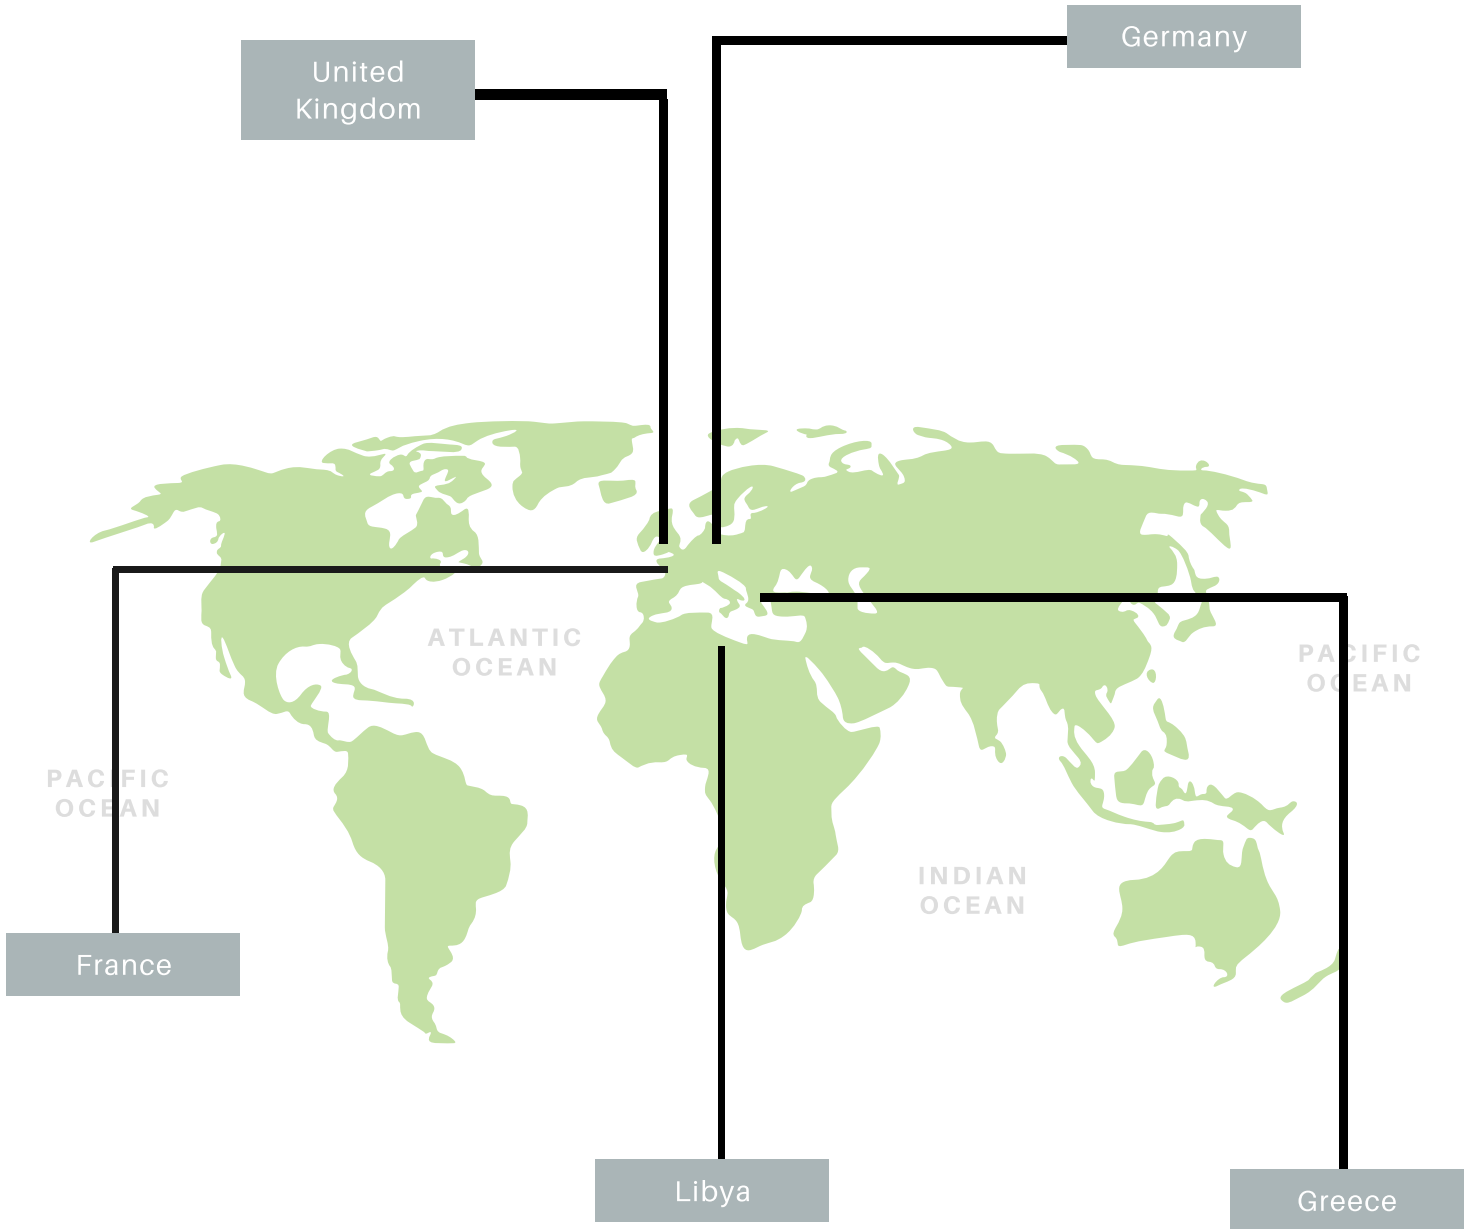 Germany
United
Kingdom
ATLANTIC
OCEAN
PACIFIC
OCEAN
PACIFIC
OCEAN
INDIAN
OCEAN
France
Libya
Greece